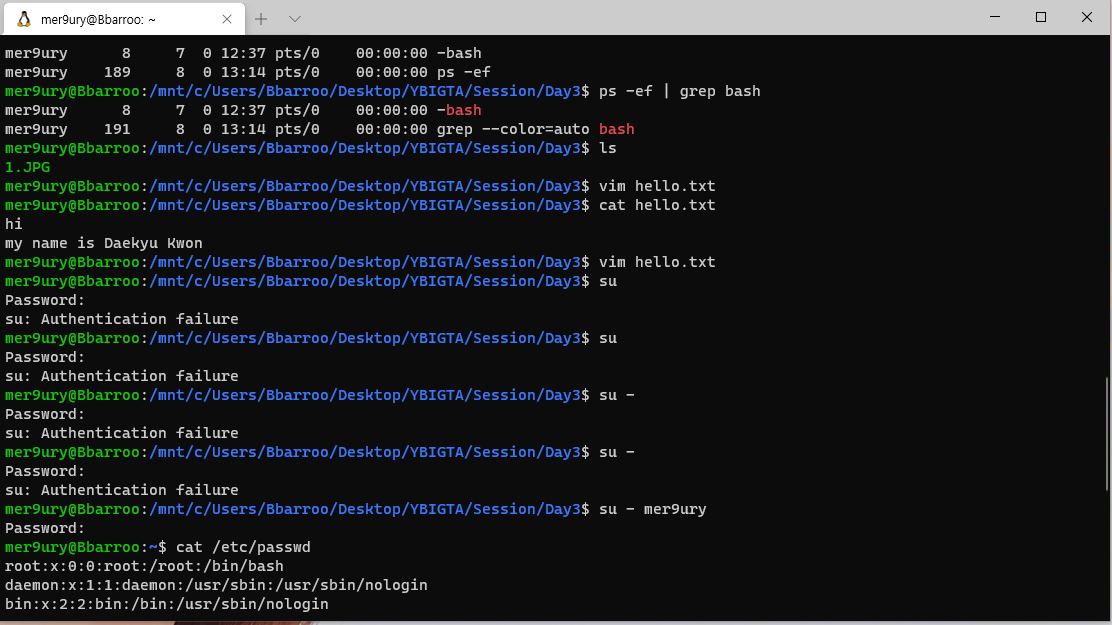 mer9ury@Bbarroo: ~
mer9ury      8     7  0 12:37 pts/0    00:00:00 -bash
mer9ury    189     8  0 13:14 pts/0    00:00:00 ps -ef
mer9ury@Bbarroo:/mnt/c/Users/Bbarroo/Desktop/YBIGTA/Session/Day3$ ps -ef | grep bash
mer9ury      8     7  0 12:37 pts/0    00:00:00 -bash
mer9ury    191     8  0 13:14 pts/0    00:00:00 grep --color=auto bash
mer9ury@Bbarroo:/mnt/c/Users/Bbarroo/Desktop/YBIGTA/Session/Day3$ ls
1.JPG
mer9ury@Bbarroo:/mnt/c/Users/Bbarroo/Desktop/YBIGTA/Session/Day3$ vim hello.txt
mer9ury@Bbarroo:/mnt/c/Users/Bbarroo/Desktop/YBIGTA/Session/Day3$ cat hello.txt
hi
my name is Daekyu Kwon
mer9ury@Bbarroo:/mnt/c/Users/Bbarroo/Desktop/YBIGTA/Session/Day3$ vim hello.txt
mer9ury@Bbarroo:/mnt/c/Users/Bbarroo/Desktop/YBIGTA/Session/Day3$ su
Password:
su: Authentication failure
mer9ury@Bbarroo:/mnt/c/Users/Bbarroo/Desktop/YBIGTA/Session/Day3$ su
Password:
su: Authentication failure
mer9ury@Bbarroo:/mnt/c/Users/Bbarroo/Desktop/YBIGTA/Session/Day3$ su -
Password:
su: Authentication failure
mer9ury@Bbarroo:/mnt/c/Users/Bbarroo/Desktop/YBIGTA/Session/Day3$ su -
Password:
su: Authentication failure
mer9ury@Bbarroo:/mnt/c/Users/Bbarroo/Desktop/YBIGTA/Session/Day3$ su - mer9ury
Password:
mer9ury@Bbarroo:~$ cat /etc/passwd
root:x:0:0:root:/root:/bin/bash
daemon:x:1:1:daemon:/usr/sbin:/usr/sbin/nologin
bin:x:2:2:bin:/bin:/usr/sbin/nologin